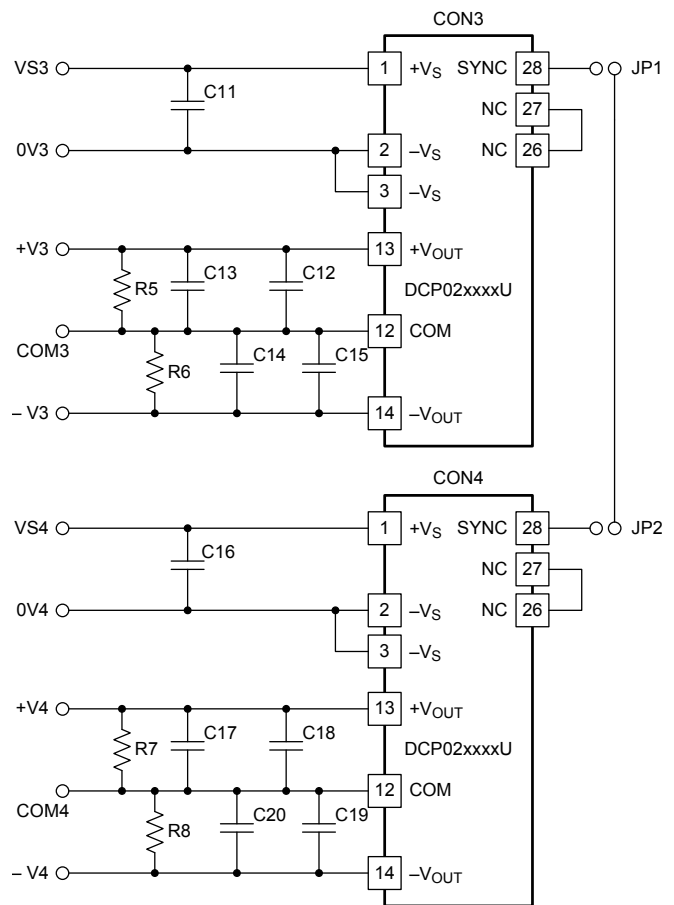 CON3
VS3 1 +VS SYNC 28 JP1
C11
NC 27
0V3 2 –VS NC 26
3 –VS
+V3 13 +VOUT
R5 C13 C12 DCP02xxxxU
COM3 12 COM
R6 C14 C15
– V3 14 –VOUT
CON4
VS4 1 +VS SYNC 28 JP2
C16
NC 27
0V4 2 –VS NC 26
3 –VS
+V4 13 +VOUT
R7 C17 C18 DCP02xxxxU
COM4 12 COM
R8 C20 C19
– V4 14 –VOUT